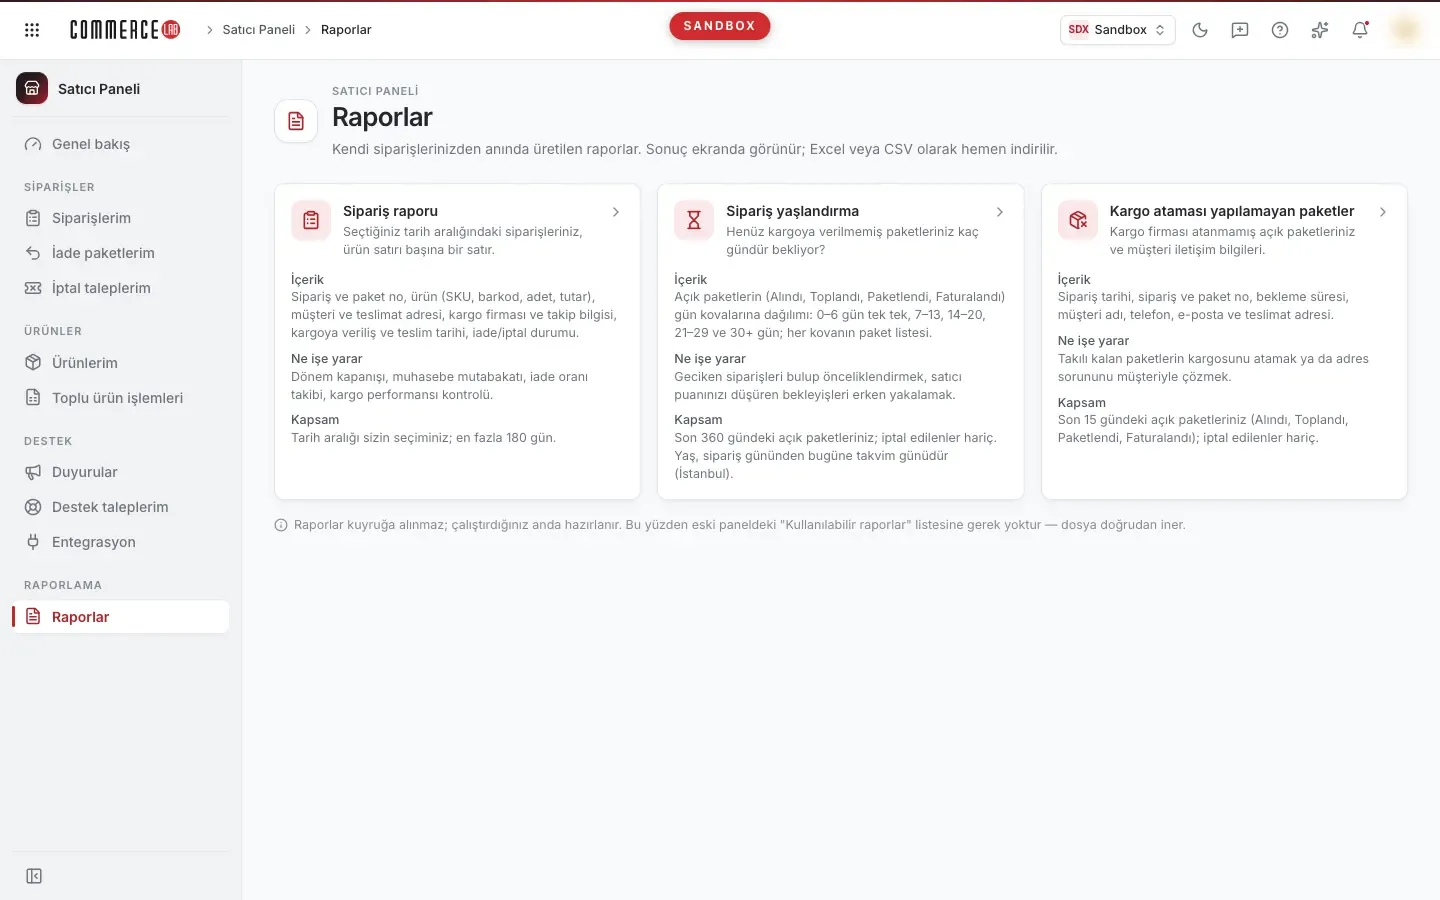 COMMERCE LAB
Satıcı Paneli
Raporlar
SANDBOX
SDX Sandbox
Satıcı Paneli
Genel bakış
SİPARİŞLER
Siparişlerim
İade paketlerim
İptal taleplerim
ÜRÜNLER
Ürünlerim
Toplu ürün işlemleri
DESTEK
Duyurular
Destek taleplerim
Entegrasyon
RAPORLAMA
Raporlar
SATICI PANELİ
Raporlar
Kendi siparişlerinizden anında üretilen raporlar. Sonuç ekranda görünür; Excel veya CSV olarak hemen indirilir.
Sipariş raporu
Seçtiğiniz tarih aralığındaki siparişleriniz,
ürün satırı başına bir satır.
İçerik
Sipariş ve paket no, ürün (SKU, barkod, adet, tutar),
müşteri ve teslimat adresi, kargo firması ve takip bilgisi,
kargoya veriliş ve teslim tarihi, iade/iptal durumu.
Ne işe yarar
Dönem kapanışı, muhasebe mutabakatı, iade oranı
takibi, kargo performansı kontrolü.
Kapsam
Tarih aralığı sizin seçiminiz; en fazla 180 gün.
Sipariş yaşlandırma
Henüz kargoya verilmemiş paketleriniz kaç
gündür bekliyor?
İçerik
Açık paketlerin (Alındı, Toplandı, Paketlendi, Faturalandı)
gün kovalarına dağılımı: 0–6 gün tek tek, 7–13, 14–20,
21–29 ve 30+ gün; her kovanın paket listesi.
Ne işe yarar
Geciken siparişleri bulup önceliklendirmek, satıcı
puanınızı düşüren bekleyişleri erken yakalamak.
Kapsam
Son 360 gündeki açık paketleriniz; iptal edilenler hariç.
Yaş, sipariş gününden bugüne takvim günüdür
(İstanbul).
Kargo ataması yapılamayan paketler
Kargo firması atanmamış açık paketleriniz
ve müşteri iletişim bilgileri.
İçerik
Sipariş tarihi, sipariş ve paket no, bekleme süresi,
müşteri adı, telefon, e-posta ve teslimat adresi.
Ne işe yarar
Takılı kalan paketlerin kargosunu atamak ya da adres
sorununu müşteriyle çözmek.
Kapsam
Son 15 gündeki açık paketleriniz (Alındı, Toplandı,
Paketlendi, Faturalandı); iptal edilenler hariç.
Raporlar kuyruğa alınmaz; çalıştırdığınız anda hazırlanır. Bu yüzden eski paneldeki "Kullanılabilir raporlar" listesine gerek yoktur — dosya doğrudan iner.